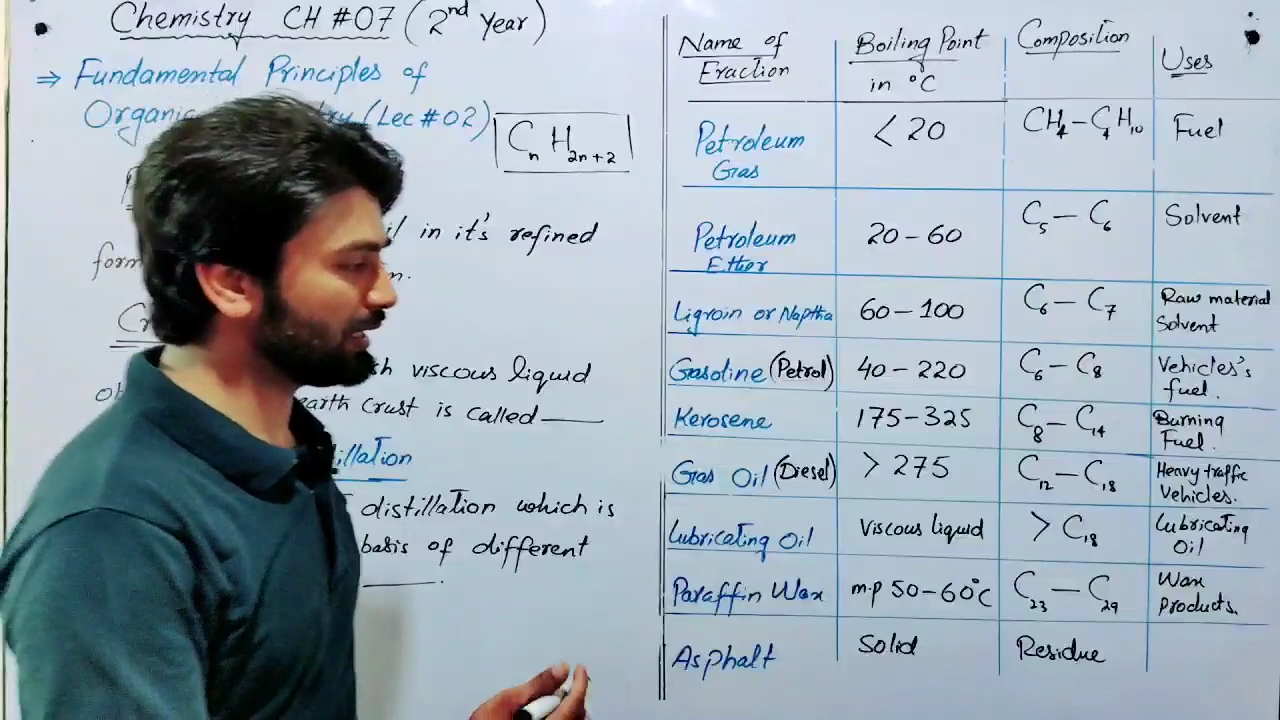 Chemistry CH #07 (2nd Year)
⇒ Fundamental Principles of
Organic (Lec#02)
CnH2n+2
in it's refined
form
viscous liquid
earth crust is called ——
distillation which is
basis of different
Name of Fraction
Boiling Point in °C
Composition
Uses
Petroleum Gas
< 20
CH4 – C4H10
Fuel
Petroleum Ether
20 – 60
C5 – C6
Solvent
Ligroin or Naptha
60 – 100
C6 – C7
Raw material
Solvent
Gasoline (Petrol)
40 – 220
C6 – C8
Vehicles's
fuel.
Kerosene
175 – 325
C8 – C14
Burning
Fuel.
Gas Oil (Diesel)
> 275
C12 – C18
Heavy traffic
Vehicles.
Lubricating Oil
Viscous liquid
> C18
Lubricating
Oil
Paraffin Wax
m.p 50 – 60°C
C23 – C29
Wax
Products.
Asphalt
Solid
Residue